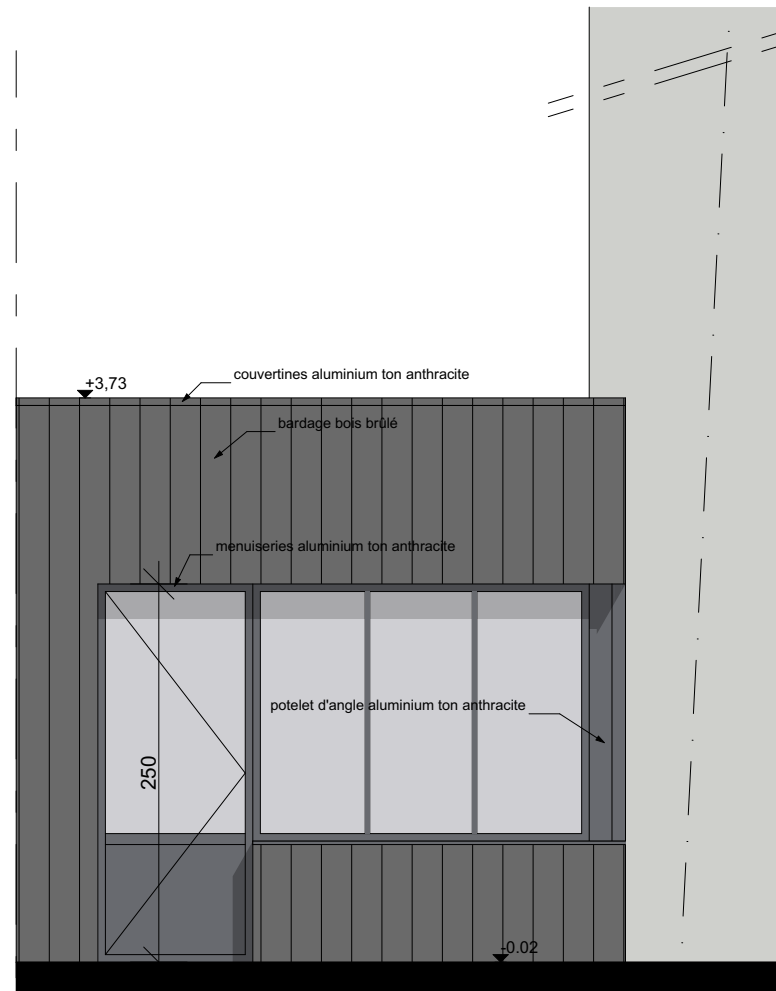 couvertines aluminium ton anthracite
+3,73
bardage bois brûlé
menuiseries aluminium ton anthracite
potelet d'angle aluminium ton anthracite
250
-0.02